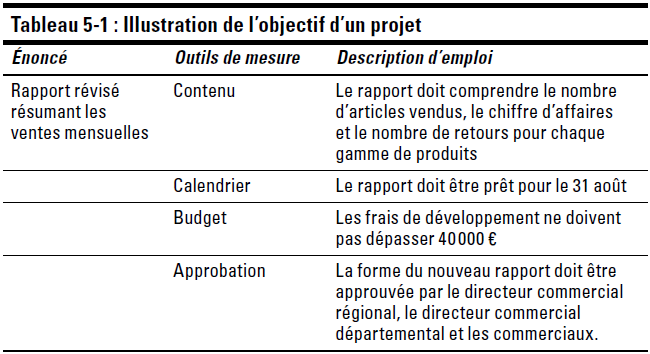 Tableau 5-1 : Illustration de l’objectif d’un projet
Énoncé Outils de mesure Description d’emploi
Rapport révisé Contenu Le rapport doit comprendre le nombre
résumant les d’articles vendus, le chiffre d’affaires
ventes mensuelles et le nombre de retours pour chaque
gamme de produits
Calendrier Le rapport doit être prêt pour le 31 août
Budget Les frais de développement ne doivent
pas dépasser 40 000 €
Approbation La forme du nouveau rapport doit être
approuvée par le directeur commercial
régional, le directeur commercial
départemental et les commerciaux.